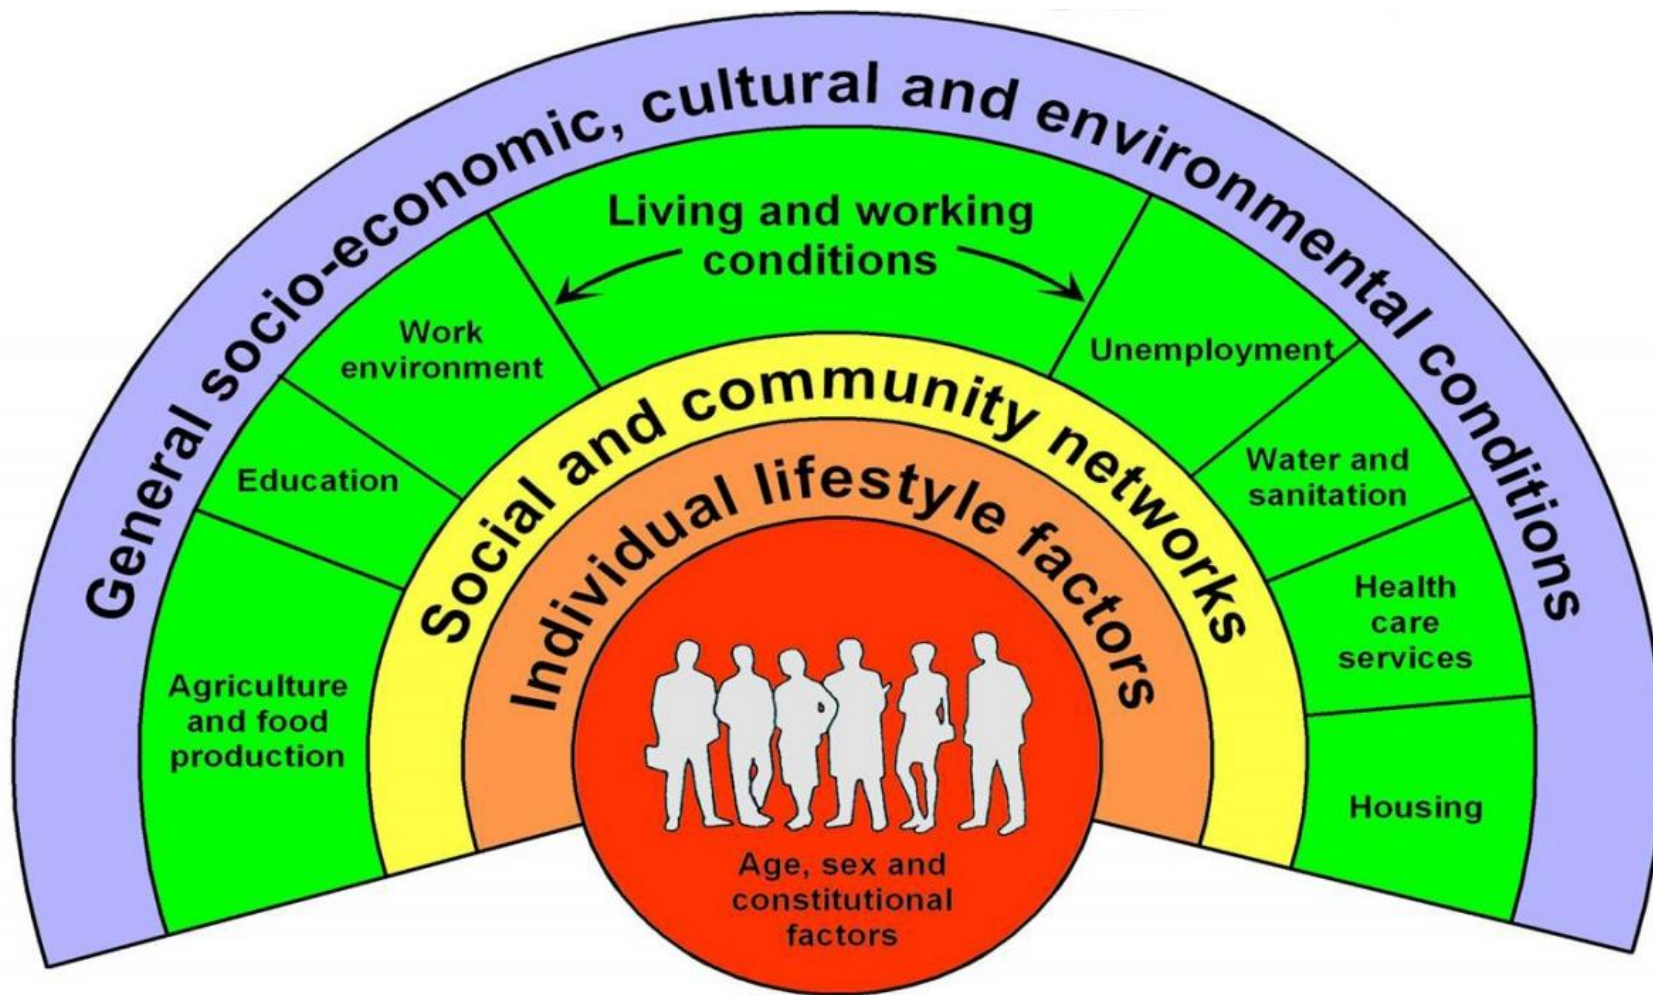 General socio-economic, cultural and environmental conditions
Living and working
conditions
Work
environment
Education
Agriculture
and food
production
Unemployment
Water and
sanitation
Health
care
services
Housing
Social and community networks
Individual lifestyle factors
Age, sex and
constitutional
factors